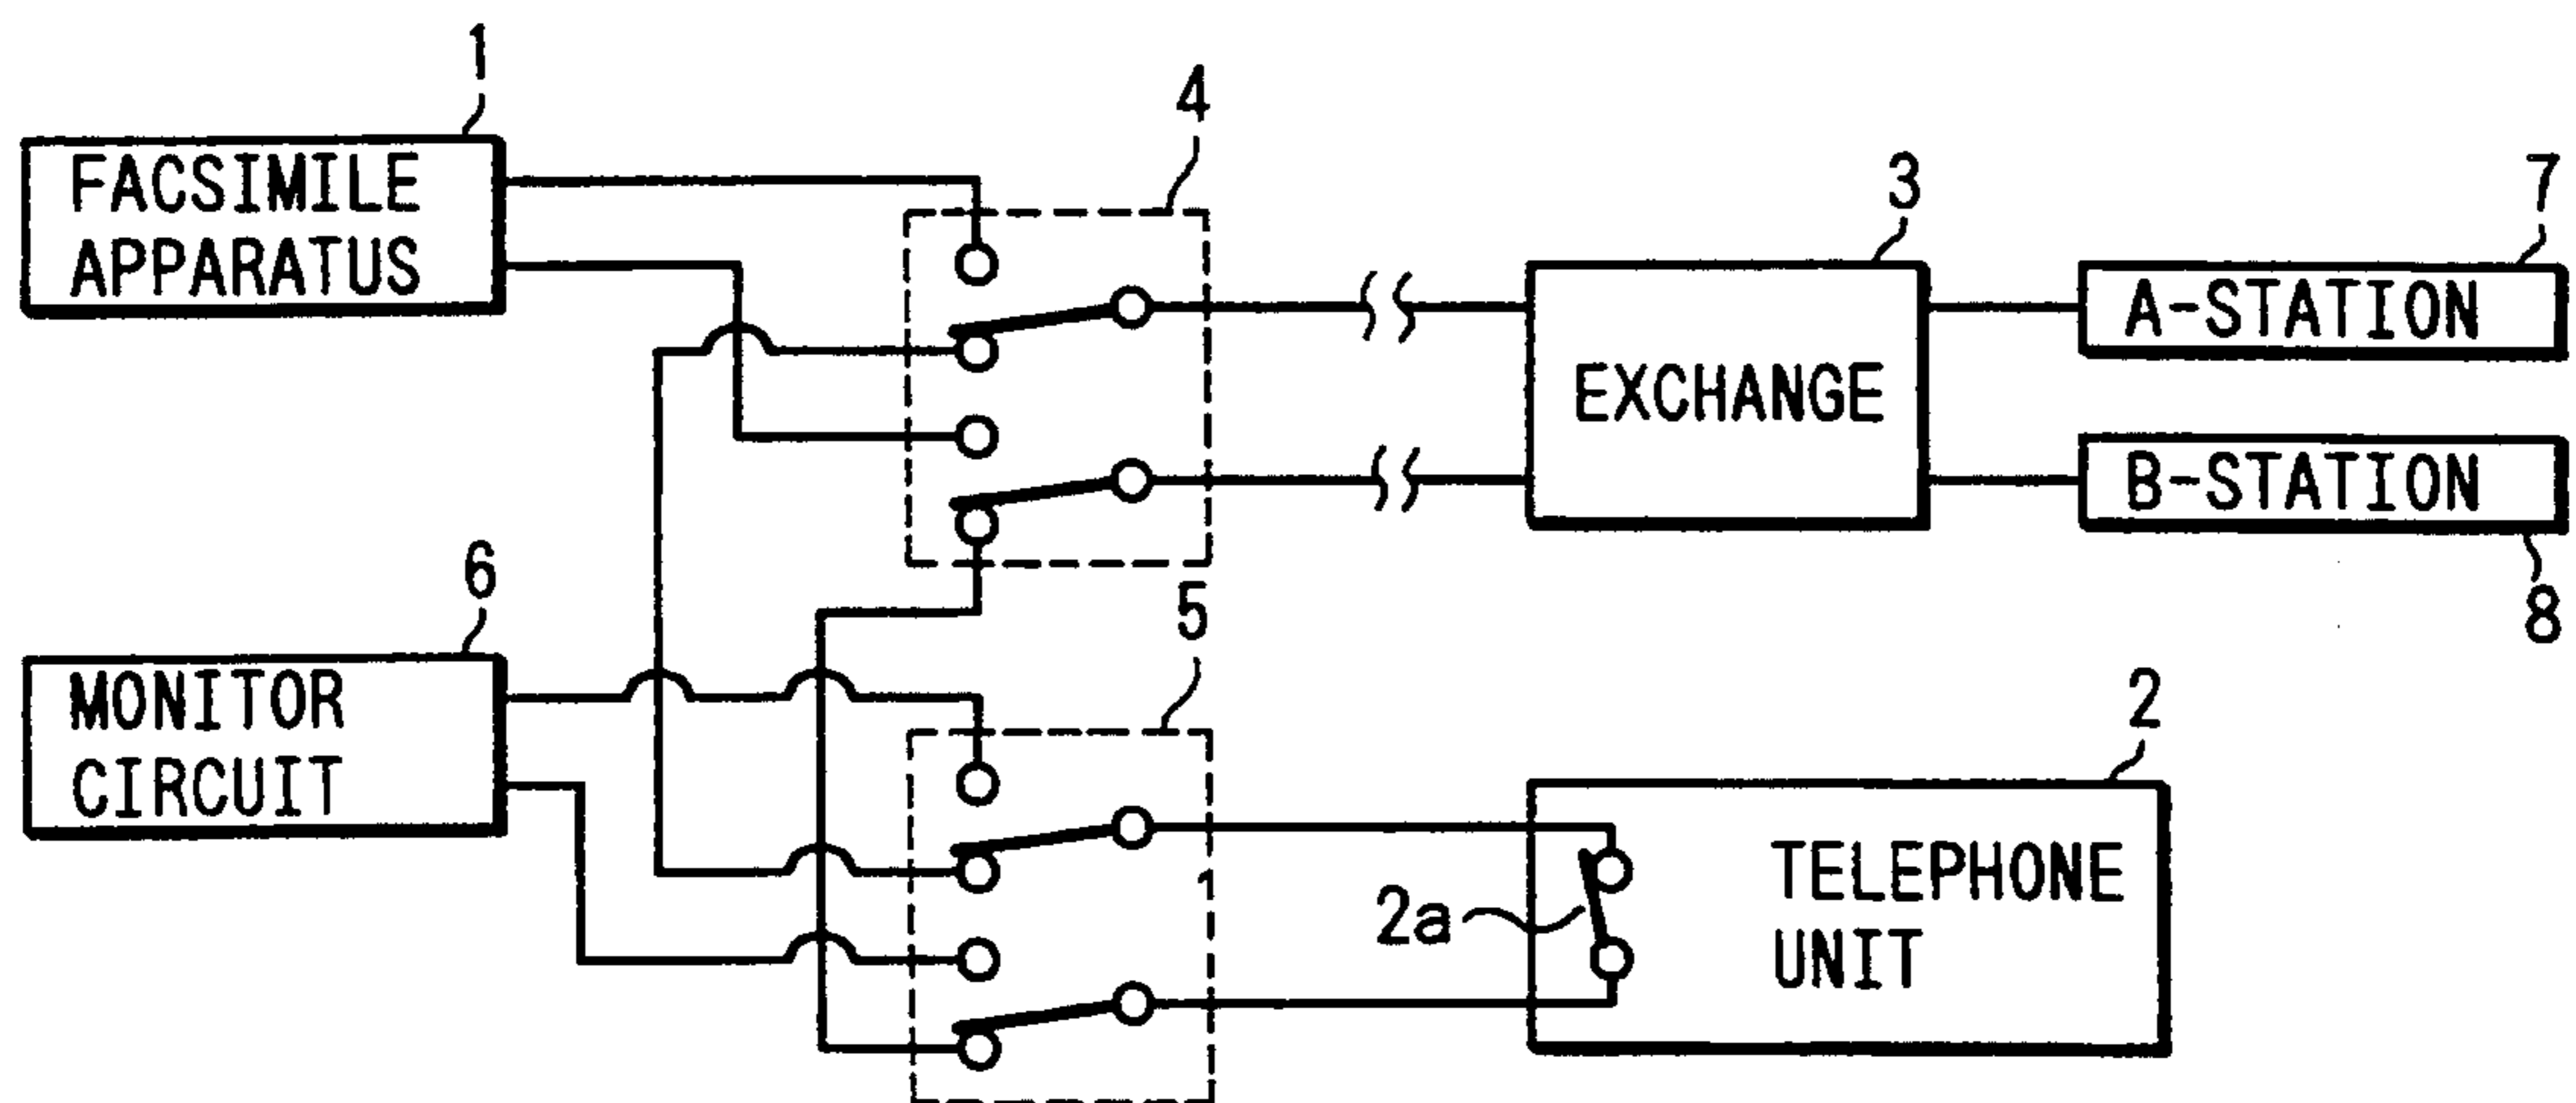 1
FACSIMILE
APPARATUS
4
3
EXCHANGE
7
A-STATION
B-STATION
8
6
MONITOR
CIRCUIT
5
2
2a
TELEPHONE
UNIT